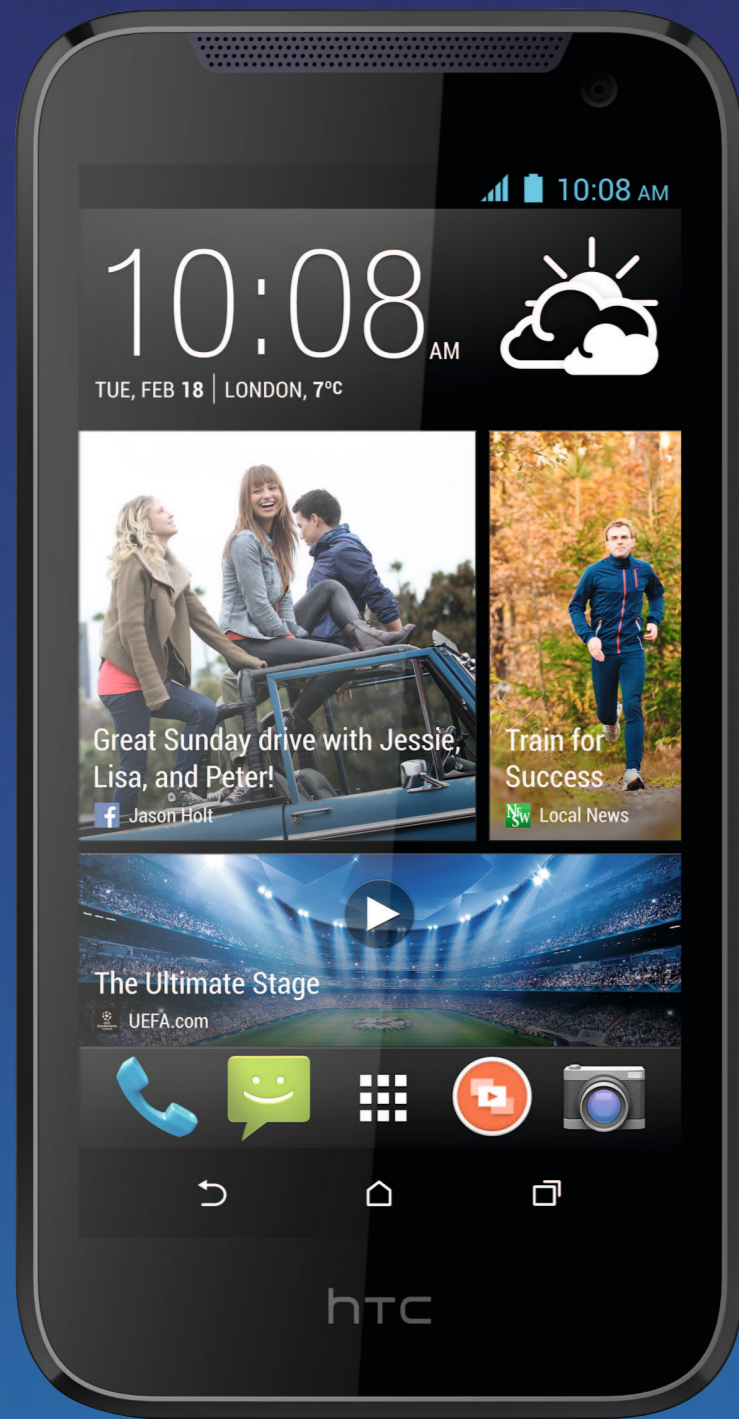 10:08 AM
10:08 AM
TUE, FEB 18 | LONDON, 7°C
Great Sunday drive with Jessie,
Lisa, and Peter!
f Jason Holt
Train for
Success
NEWS Local News
The Ultimate Stage
UEFA.com
hTC